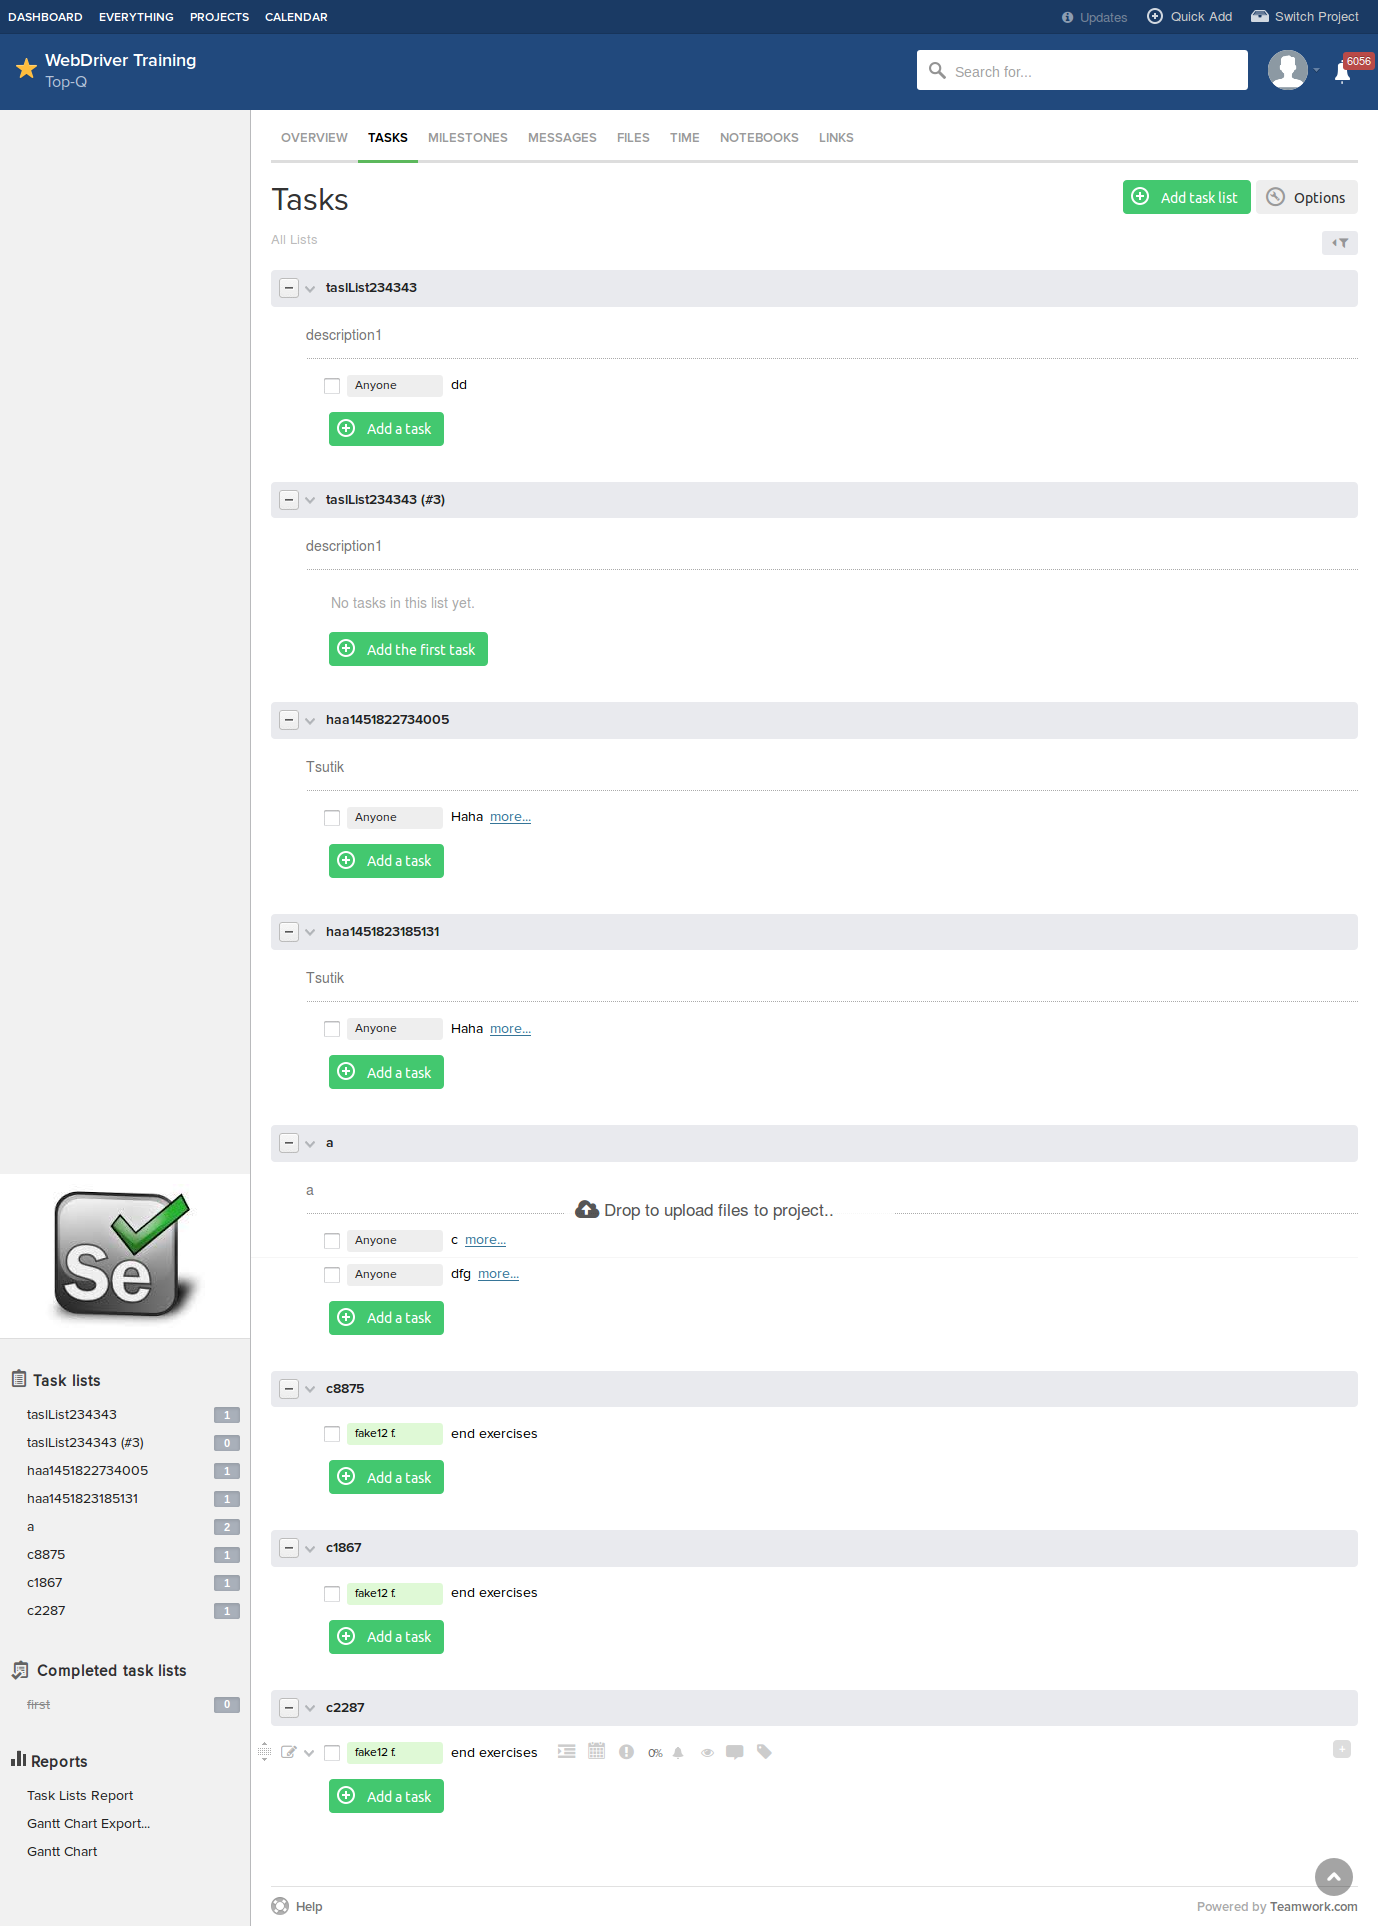 DASHBOARD EVERYTHING PROJECTS CALENDAR Updates Quick Add Switch Project
WebDriver Training
Top-Q
Search for...
6056
OVERVIEW TASKS MILESTONES MESSAGES FILES TIME NOTEBOOKS LINKS
Tasks
Add task list Options
All Lists
taslList234343
description1
Anyone dd
Add a task
taslList234343 (#3)
description1
No tasks in this list yet.
Add the first task
haa1451822734005
Tsutik
Anyone Haha more...
Add a task
haa1451823185131
Tsutik
Anyone Haha more...
Add a task
a
a
Drop to upload files to project..
Anyone c more...
Anyone dfg more...
Add a task
c8875
fake12 f. end exercises
Add a task
c1867
fake12 f. end exercises
Add a task
c2287
fake12 f. end exercises 0%
Add a task
Se
Task lists
taslList234343 1
taslList234343 (#3) 0
haa1451822734005 1
haa1451823185131 1
a 2
c8875 1
c1867 1
c2287 1
Completed task lists
first 0
Reports
Task Lists Report
Gantt Chart Export...
Gantt Chart
Help
Powered by Teamwork.com